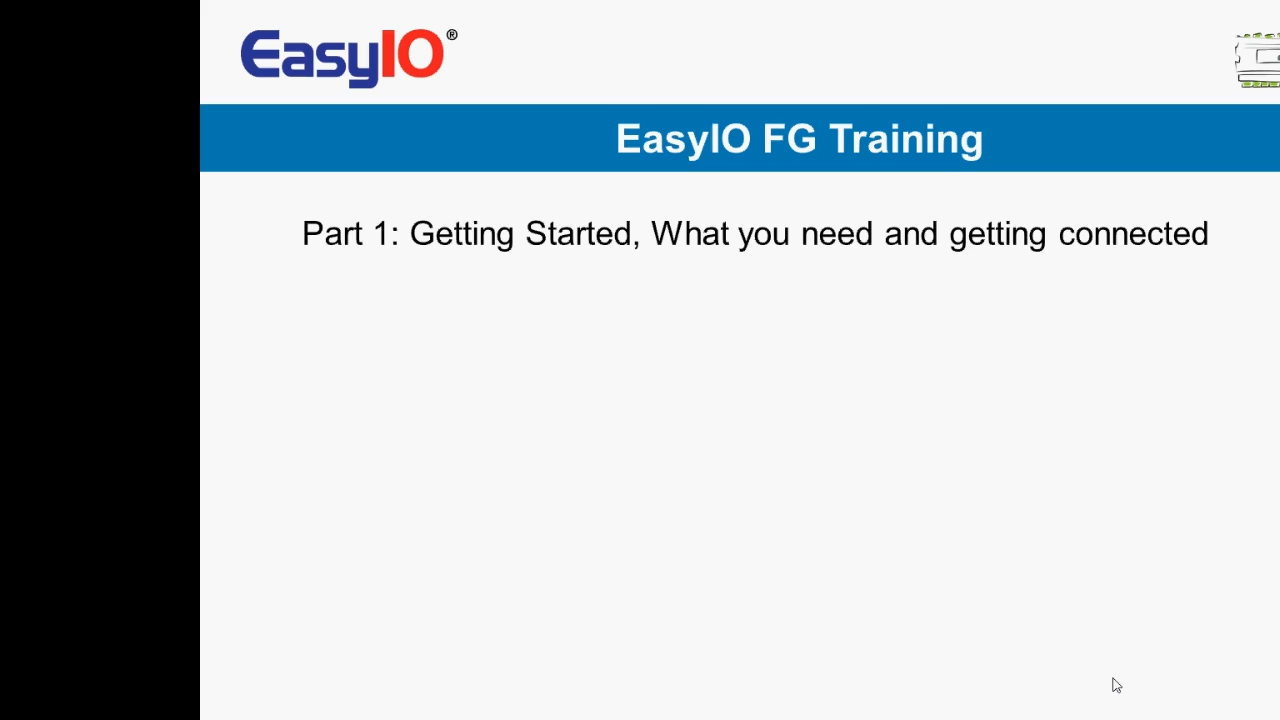 EasyIO®
EasyIO FG Training
Part 1: Getting Started, What you need and getting connected